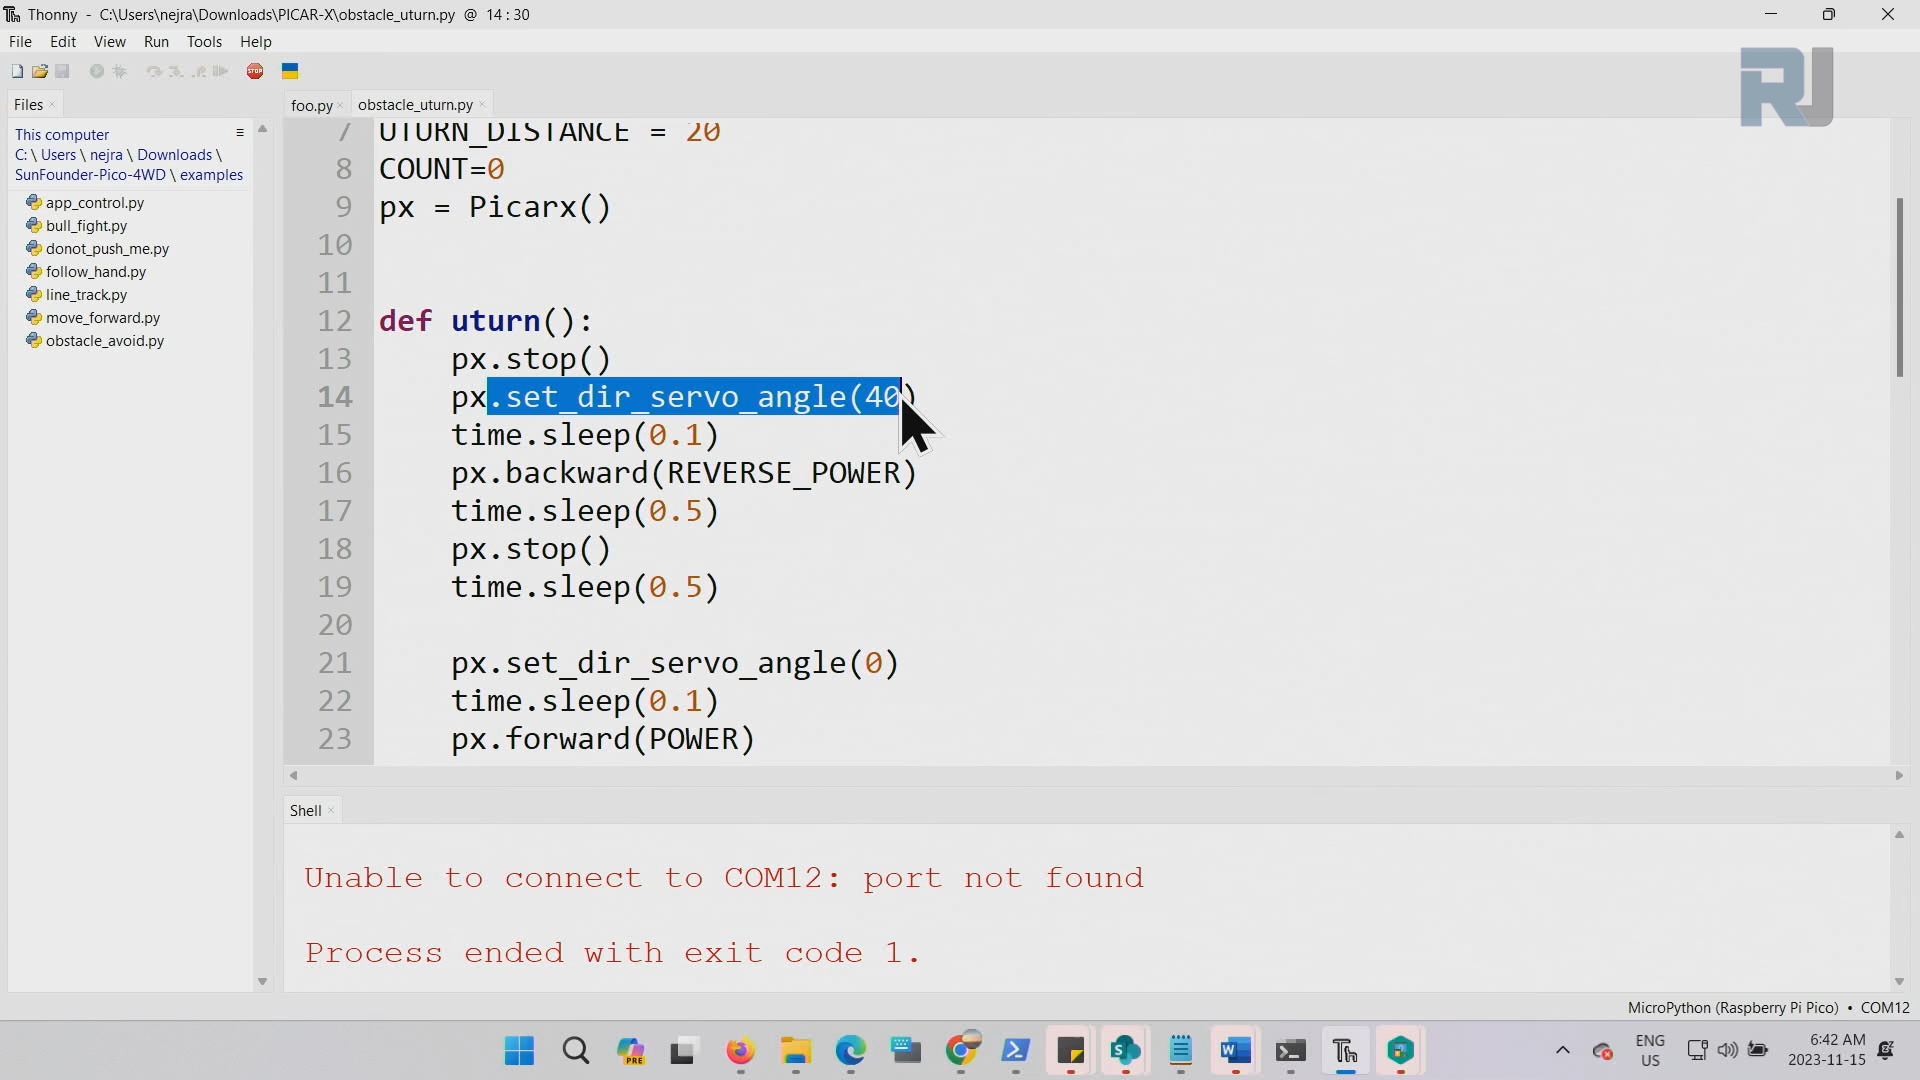 Thonny - C:\Users\nejra\Downloads\PICAR-X\obstacle_uturn.py @ 14:30
File Edit View Run Tools Help
STOP
RJ
Files
foo.py
obstacle_uturn.py
This computer
C: \ Users \ nejra \ Downloads \
SunFounder-Pico-4WD \ examples
app_control.py
bull_fight.py
donot_push_me.py
follow_hand.py
line_track.py
move_forward.py
obstacle_avoid.py
7 UTURN_DISTANCE = 20
8 COUNT=0
9 px = Picarx()
10
11
12 def uturn():
13 px.stop()
14 px.set_dir_servo_angle(40)
15 time.sleep(0.1)
16 px.backward(REVERSE_POWER)
17 time.sleep(0.5)
18 px.stop()
19 time.sleep(0.5)
20
21 px.set_dir_servo_angle(0)
22 time.sleep(0.1)
23 px.forward(POWER)
Shell
Unable to connect to COM12: port not found
Process ended with exit code 1.
MicroPython (Raspberry Pi Pico) • COM12
PRE
Th
ENG
US
6:42 AM
2023-11-15